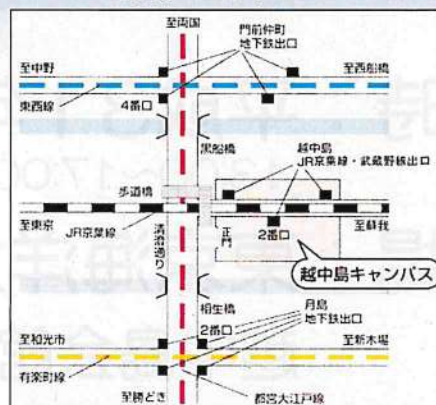 至両国
門前仲町
地下鉄出口
至中野
至西船橋
東西線
4番口
黒船橋
越中島
JR京葉線・武蔵野線出口
歩道橋
至東京
JR京葉線
清澄通り
正門
2番口
至蘇我
越中島キャンパス
相生橋
月島
地下鉄出口
2番口
至和光市
至新木場
有楽町線
至勝どき
都営大江戸線